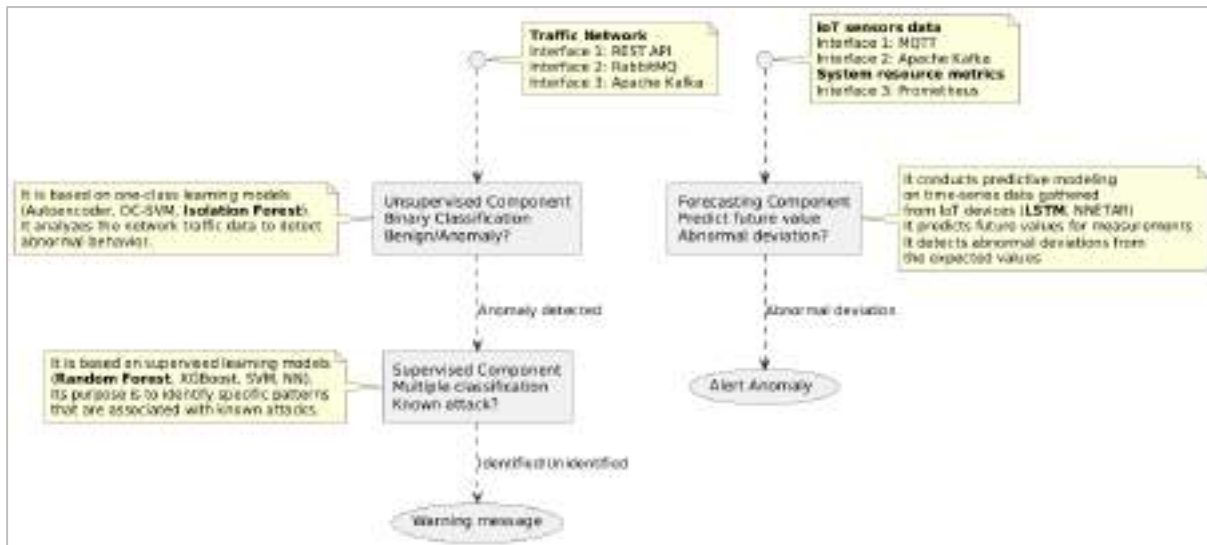 Traffic Network
Interface 1: REST API
Interface 2: RabbitMQ
Interface 3: Apache Kafka
IoT sensors data
Interface 1: MQTT
Interface 2: Apache Kafka
System resource metrics
Interface 3: Prometheus
It is based on one-class learning models
(Autoencoder, OC-SVM, Isolation Forest).
It analyzes the network traffic data to detect
abnormal behavior.
Unsupervised Component
Binary Classification
Benign/Anomaly?
Forecasting Component
Predict future value
Abnormal deviation?
It conducts predictive modeling
on time-series data gathered
from IoT devices (LSTM, NNETAR)
It predicts future values for measurements
It detects abnormal deviations from
the expected values
Anomaly detected
Abnormal deviation
It is based on supervised learning models
(Random Forest, XGBoost, SVM, NN).
Its purpose is to identify specific patterns
that are associated with known attacks.
Supervised Component
Multiple classification
Known attack?
Alert Anomaly
Identified/Unidentified
Warning message